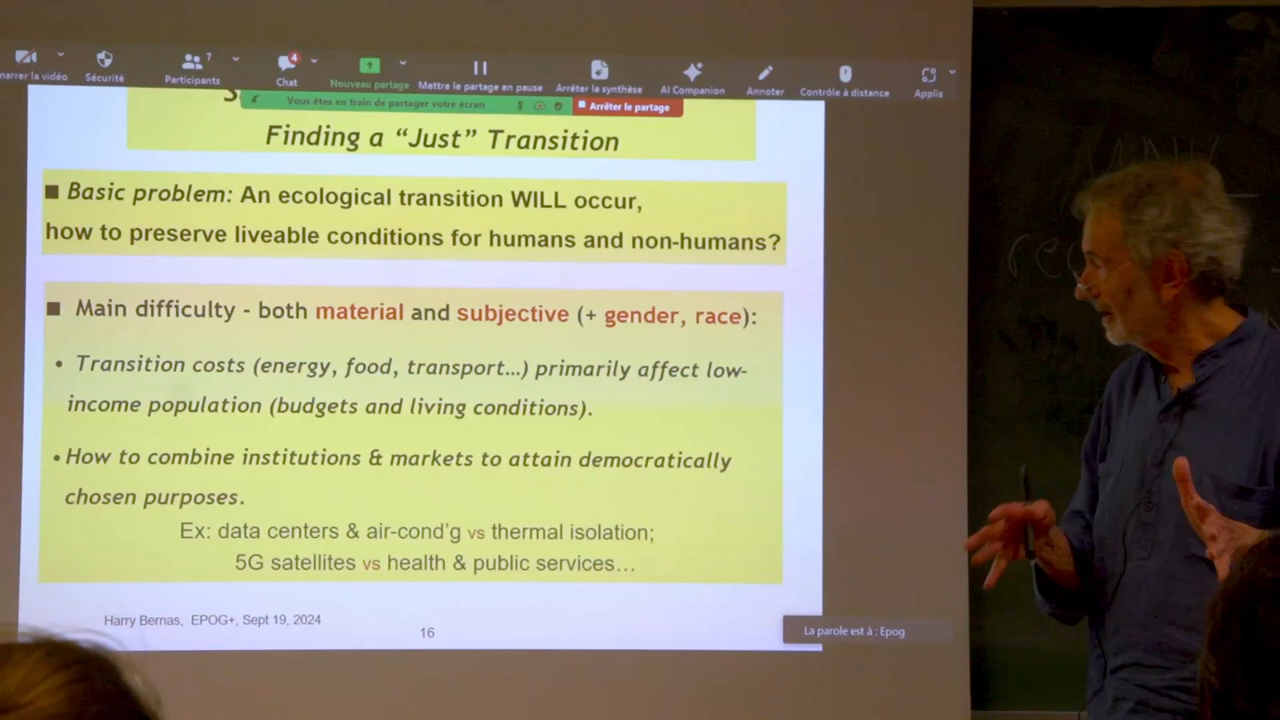 marrer la vidéo
Sécurité
Participants
7
Chat
4
Nouveau partage
Mettre le partage en pause
Arrêter la synthèse
AI Companion
Annoter
Contrôle à distance
Applis
Vous êtes en train de partager votre écran
Arrêter le partage
Finding a “Just” Transition
■ Basic problem: An ecological transition WILL occur,
how to preserve liveable conditions for humans and non-humans?
■ Main difficulty - both material and subjective (+ gender, race):
• Transition costs (energy, food, transport…) primarily affect low-
income population (budgets and living conditions).
• How to combine institutions & markets to attain democratically
chosen purposes.
Ex: data centers & air-cond’g vs thermal isolation;
5G satellites vs health & public services…
Harry Bernas, EPOG+, Sept 19, 2024
16
La parole est à : Epog